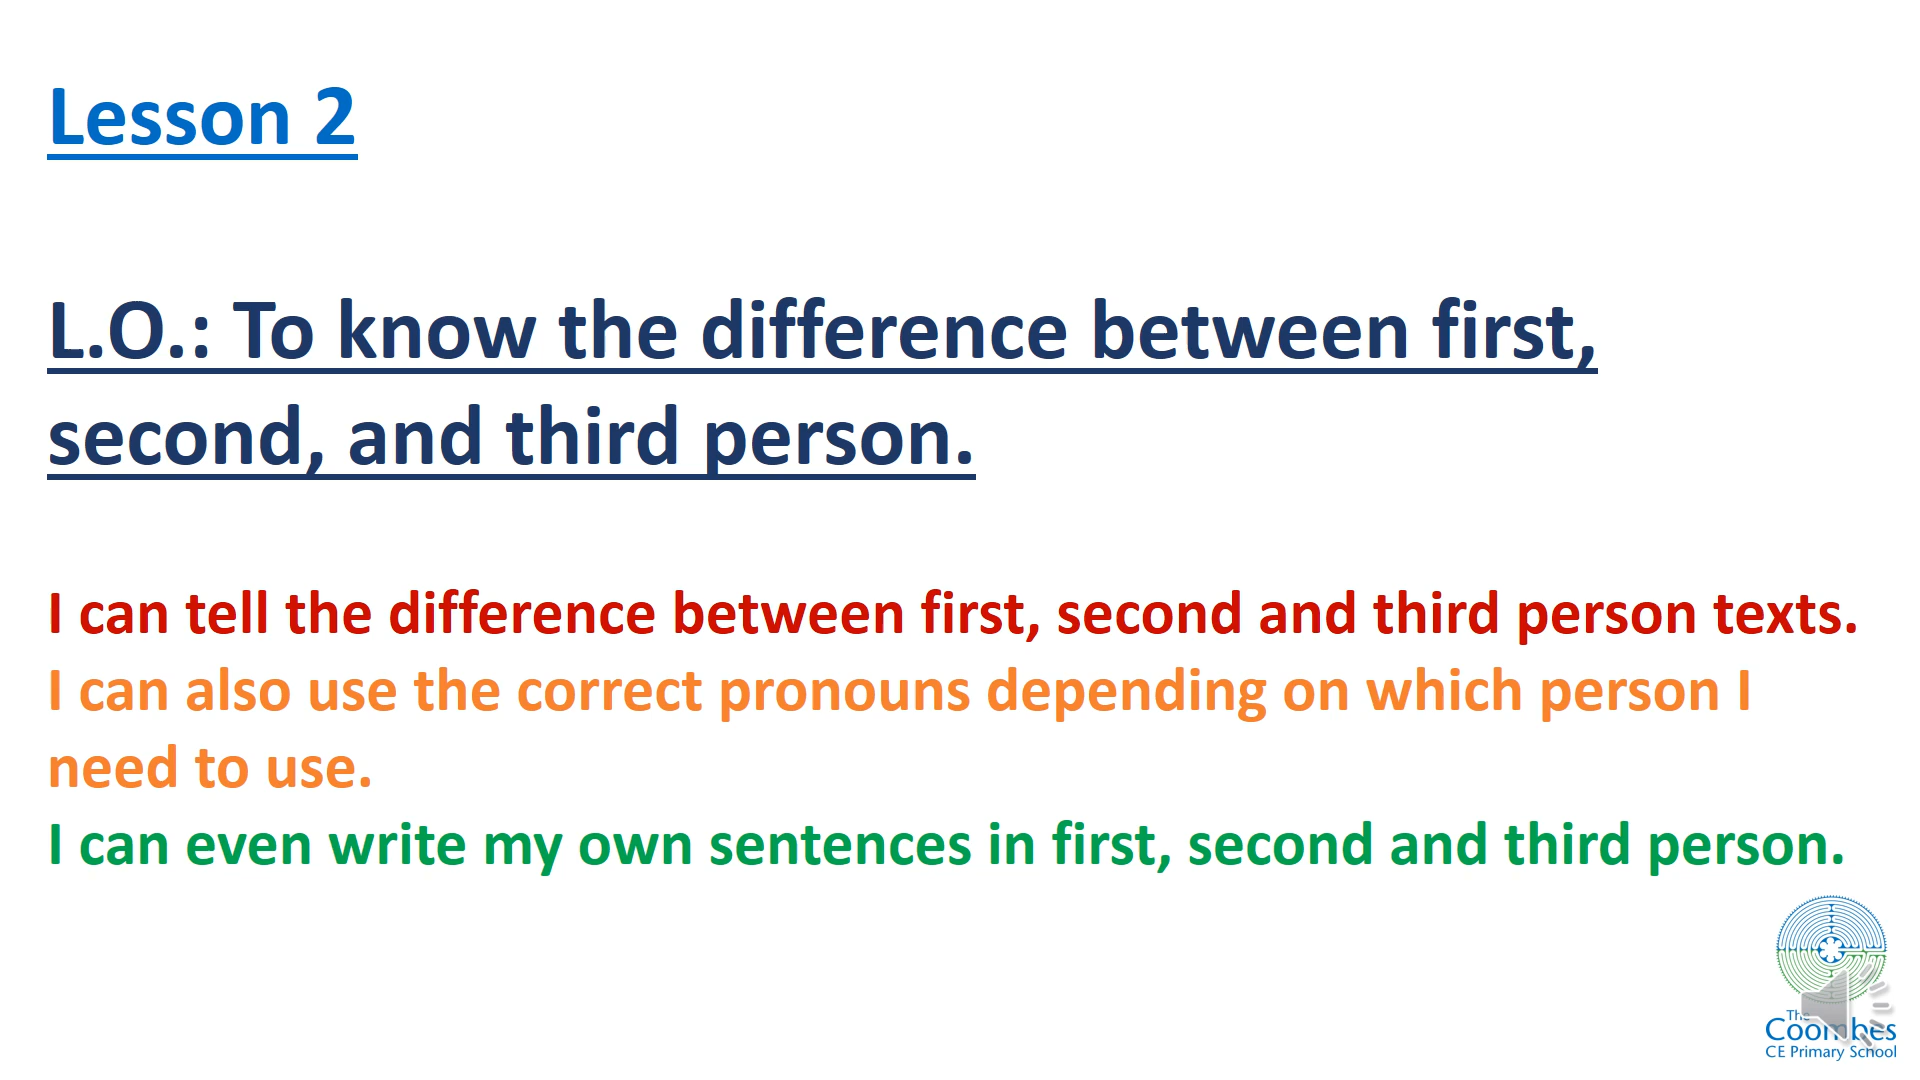 Lesson 2
L.O.: To know the difference between first,
second, and third person.
I can tell the difference between first, second and third person texts.
I can also use the correct pronouns depending on which person I
need to use.
I can even write my own sentences in first, second and third person.
The
Coombes
CE Primary School